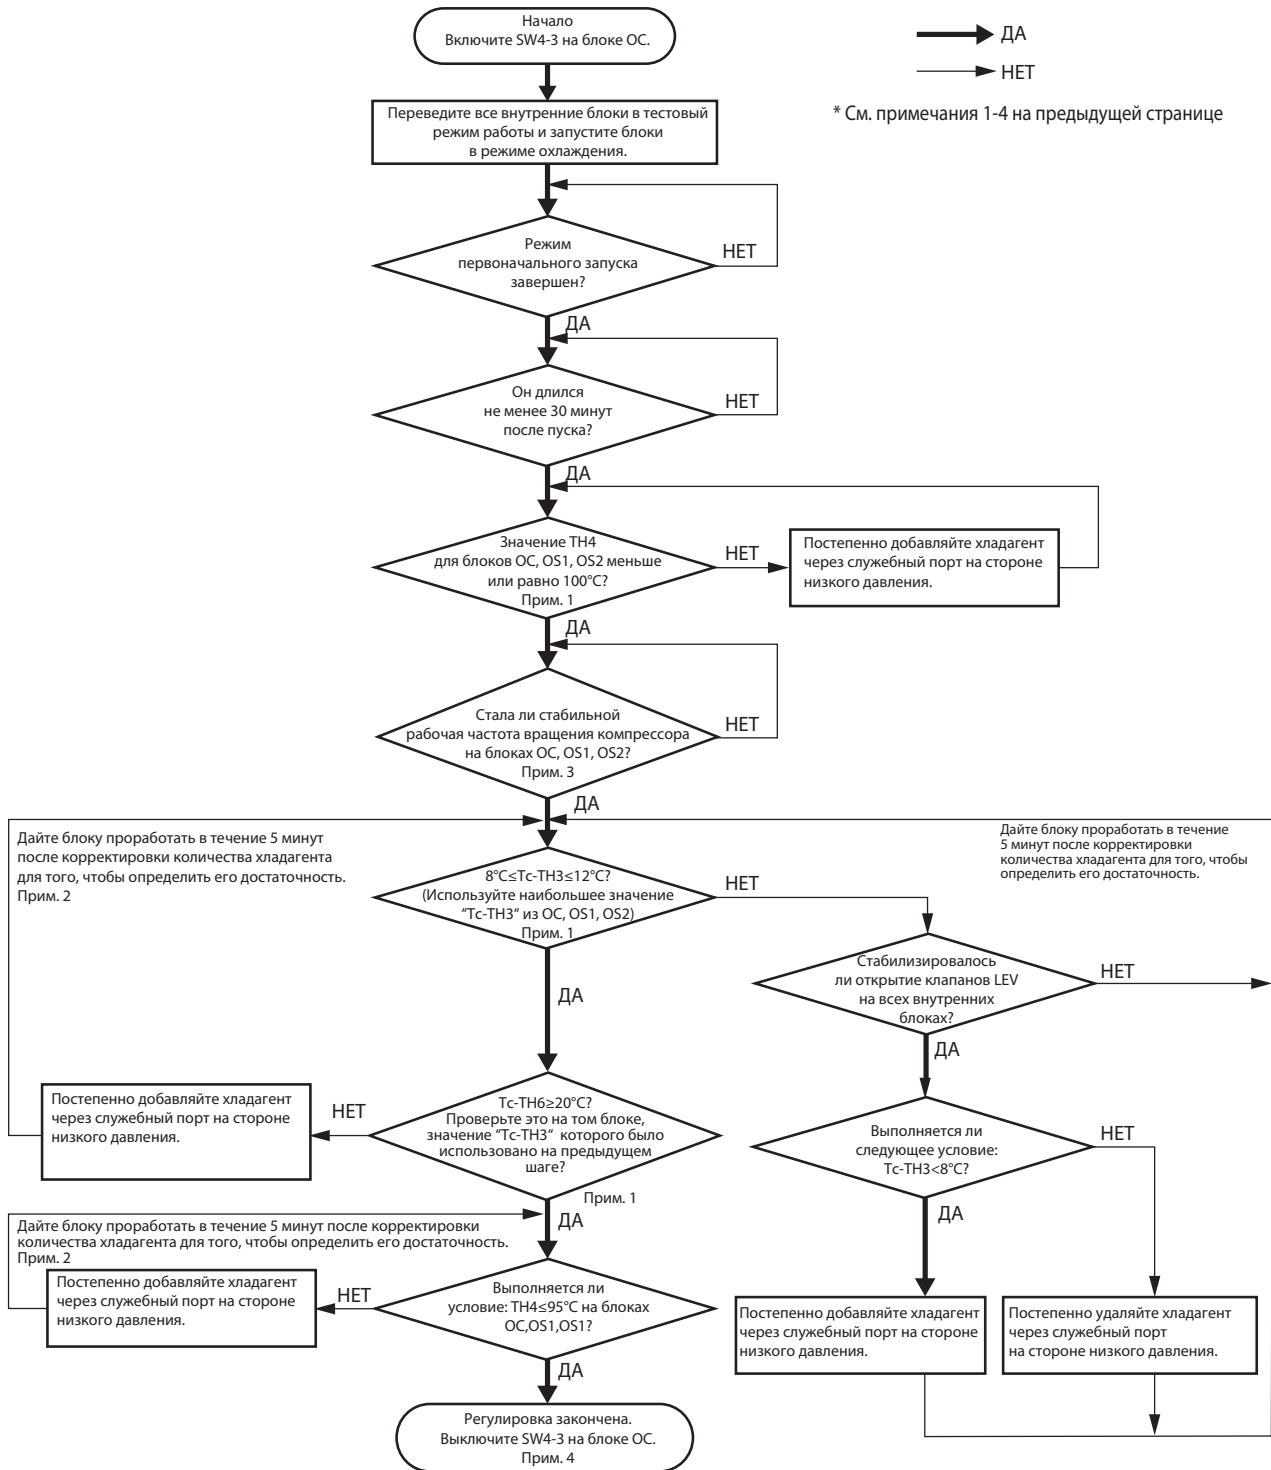 Начало
Включите SW4-3 на блоке OC.
ДА
НЕТ
* См. примечания 1-4 на предыдущей странице
Переведите все внутренние блоки в тестовый
режим работы и запустите блоки
в режиме охлаждения.
Режим
первоначального запуска
завершен?
НЕТ
ДА
Он длился
не менее 30 минут
после пуска?
НЕТ
ДА
Значение TH4
для блоков OC, OS1, OS2 меньше
или равно 100°C?
Прим. 1
НЕТ
Постепенно добавляйте хладагент
через служебный порт на стороне
низкого давления.
ДА
Стала ли стабильной
рабочая частота вращения компрессора
на блоках OC, OS1, OS2?
Прим. 3
НЕТ
ДА
Дайте блоку проработать в течение 5 минут
после корректировки количества хладагента
для того, чтобы определить его достаточность.
Прим. 2
Дайте блоку проработать в течение
5 минут после корректировки
количества хладагента для того, чтобы
определить его достаточность.
8°C≤Tc-TH3≤12°C?
(Используйте наибольшее значение
“Tc-TH3“ из OC, OS1, OS2)
Прим. 1
НЕТ
ДА
Стабилизировалось
ли открытие клапанов LEV
на всех внутренних
блоках?
НЕТ
ДА
Tc-TH6≥20°C?
Проверьте это на том блоке,
значение “Tc-TH3“ которого было
использовано на предыдущем
шаге?
Прим. 1
НЕТ
Постепенно добавляйте хладагент
через служебный порт на стороне
низкого давления.
ДА
Выполняется ли
следующее условие:
Tc-TH3<8°C?
НЕТ
ДА
Дайте блоку проработать в течение 5 минут после корректировки
количества хладагента для того, чтобы определить его достаточность.
Прим. 2
Постепенно добавляйте хладагент
через служебный порт на стороне
низкого давления.
НЕТ
Выполняется ли
условие: TH4≤95°C на блоках
OC,OS1,OS1?
ДА
Постепенно добавляйте хладагент
через служебный порт на стороне
низкого давления.
Постепенно удаляйте хладагент
через служебный порт
на стороне низкого давления.
Регулировка закончена.
Выключите SW4-3 на блоке OC.
Прим. 4